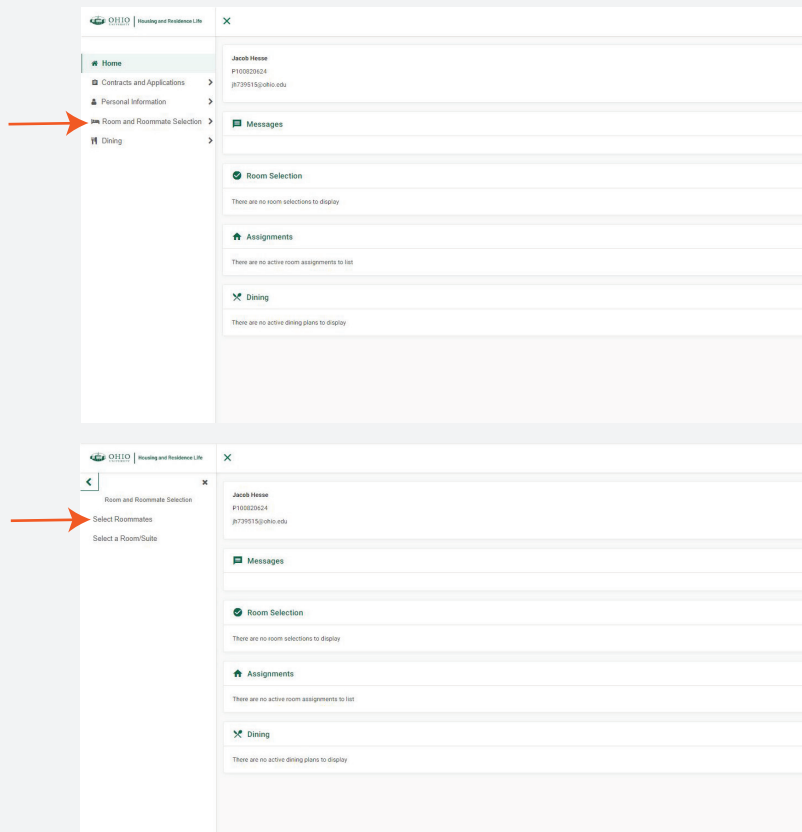 OHIO UNIVERSITY Housing and Residence Life
Home
Contracts and Applications
Personal Information
Room and Roommate Selection
Dining
Jacob Hesse
P100820624
jh739515@ohio.edu
Messages
Room Selection
There are no room selections to display
Assignments
There are no active room assignments to list
Dining
There are no active dining plans to display
OHIO UNIVERSITY Housing and Residence Life
Room and Roommate Selection
Select Roommates
Select a Room/Suite
Jacob Hesse
P100820624
jh739515@ohio.edu
Messages
Room Selection
There are no room selections to display
Assignments
There are no active room assignments to list
Dining
There are no active dining plans to display